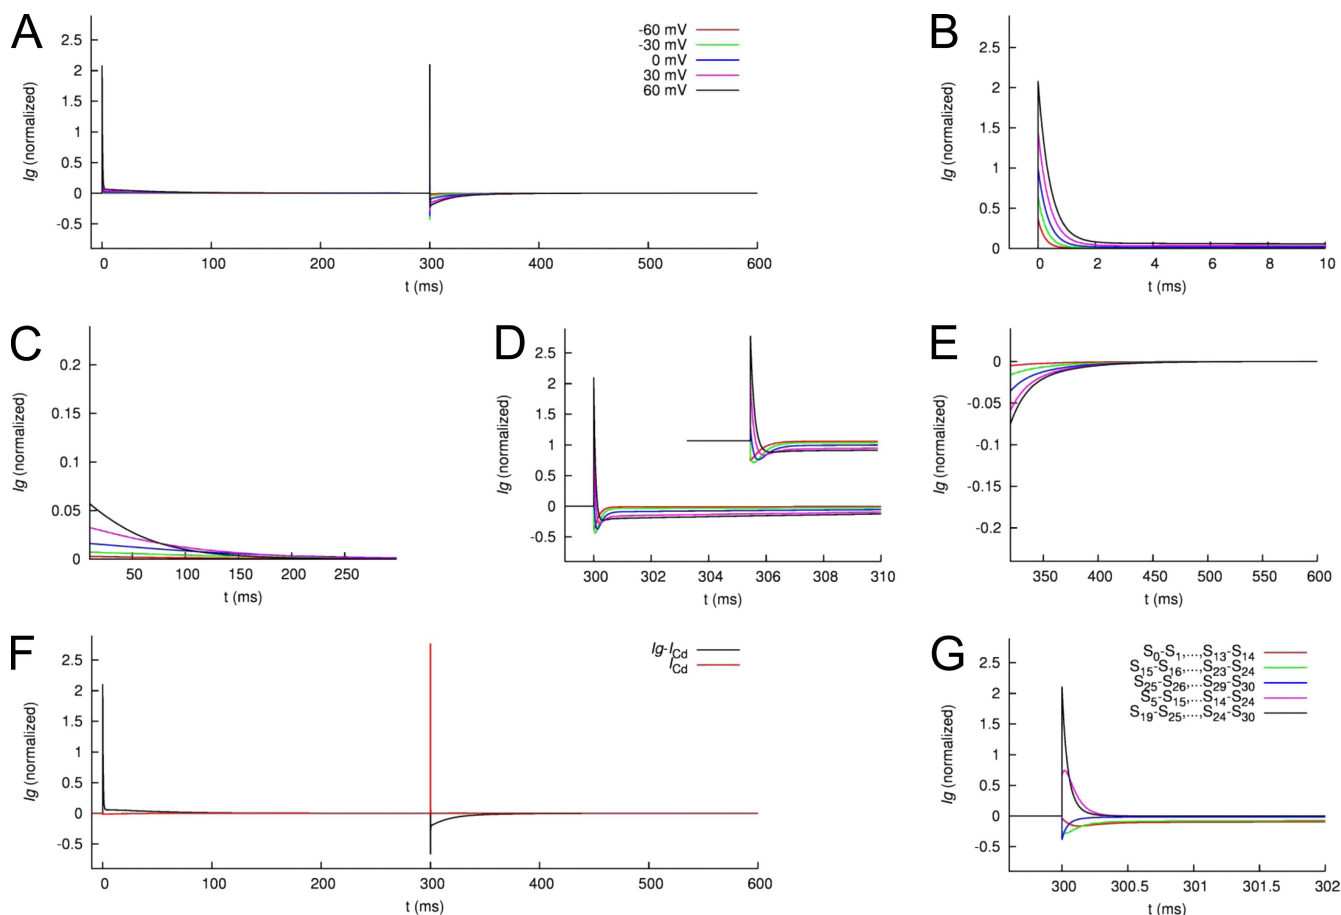 A
Ig (normalized)
2.5
2
1.5
1
0.5
0
-0.5
-60 mV
-30 mV
0 mV
30 mV
60 mV
0 100 200 300 400 500 600
t (ms)
B
Ig (normalized)
2.5
2
1.5
1
0.5
0
0 2 4 6 8 10
t (ms)
C
Ig (normalized)
0.2
0.15
0.1
0.05
0
50 100 150 200 250
t (ms)
D
Ig (normalized)
2.5
2
1.5
1
0.5
0
-0.5
300 302 304 306 308 310
t (ms)
E
Ig (normalized)
0
-0.05
-0.1
-0.15
-0.2
350 400 450 500 550 600
t (ms)
F
Ig (normalized)
2.5
2
1.5
1
0.5
0
-0.5
Ig-ICd
ICd
0 100 200 300 400 500 600
t (ms)
G
Ig (normalized)
2.5
2
1.5
1
0.5
0
-0.5
S0-S1,...,S13-S14
S15-S16,...,S23-S24
S25-S26,...S29-S30
S5-S15,...,S14-S24
S19-S25,...,S24-S30
300 300.5 301 301.5 302
t (ms)